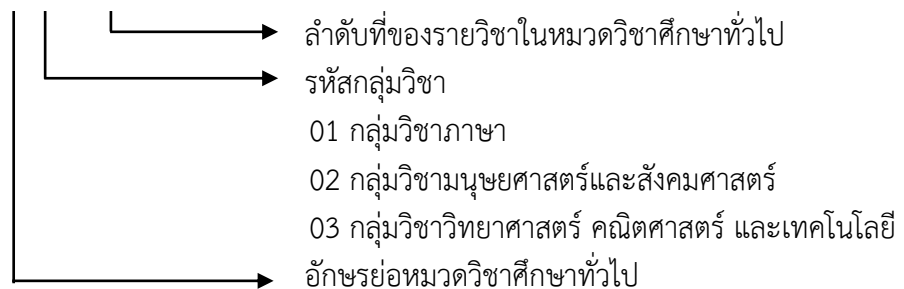 ลำดับที่ของรายวิชาในหมวดวิชาศึกษาทั่วไป
รหัสกลุ่มวิชา
01 กลุ่มวิชาภาษา
02 กลุ่มวิชามนุษยศาสตร์และสังคมศาสตร์
03 กลุ่มวิชาวิทยาศาสตร์ คณิตศาสตร์ และเทคโนโลยี
อักษรย่อหมวดวิชาศึกษาทั่วไป